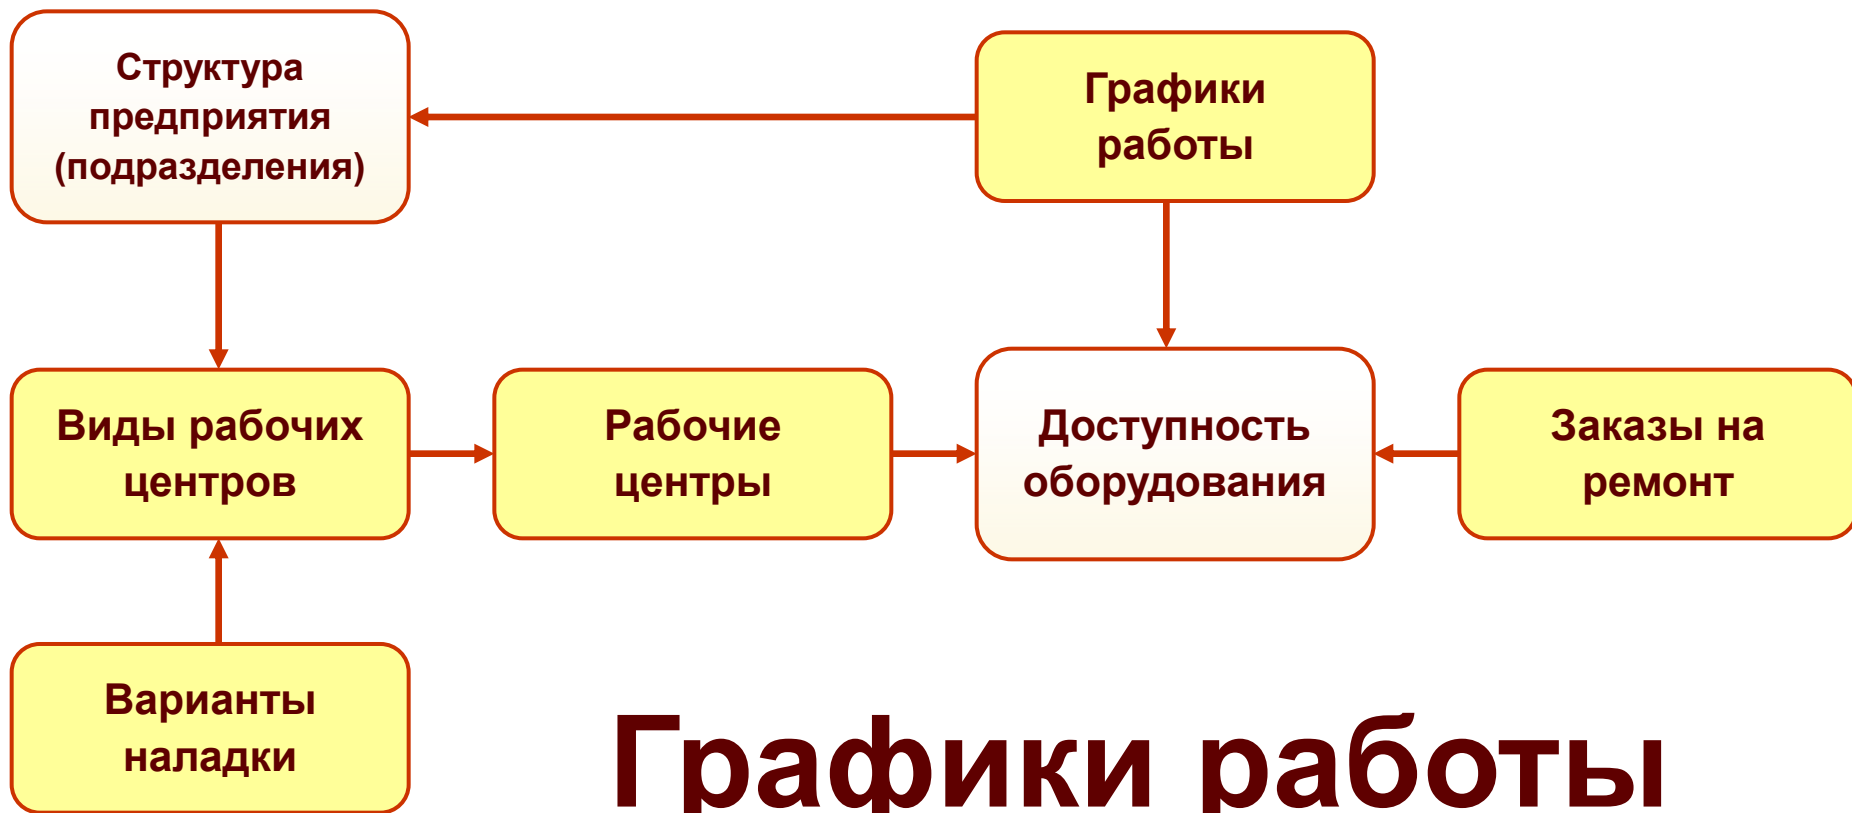 Структура
предприятия
(подразделения)
Графики
работы
Виды рабочих
центров
Рабочие
центры
Доступность
оборудования
Заказы на
ремонт
Варианты
наладки
Графики работы